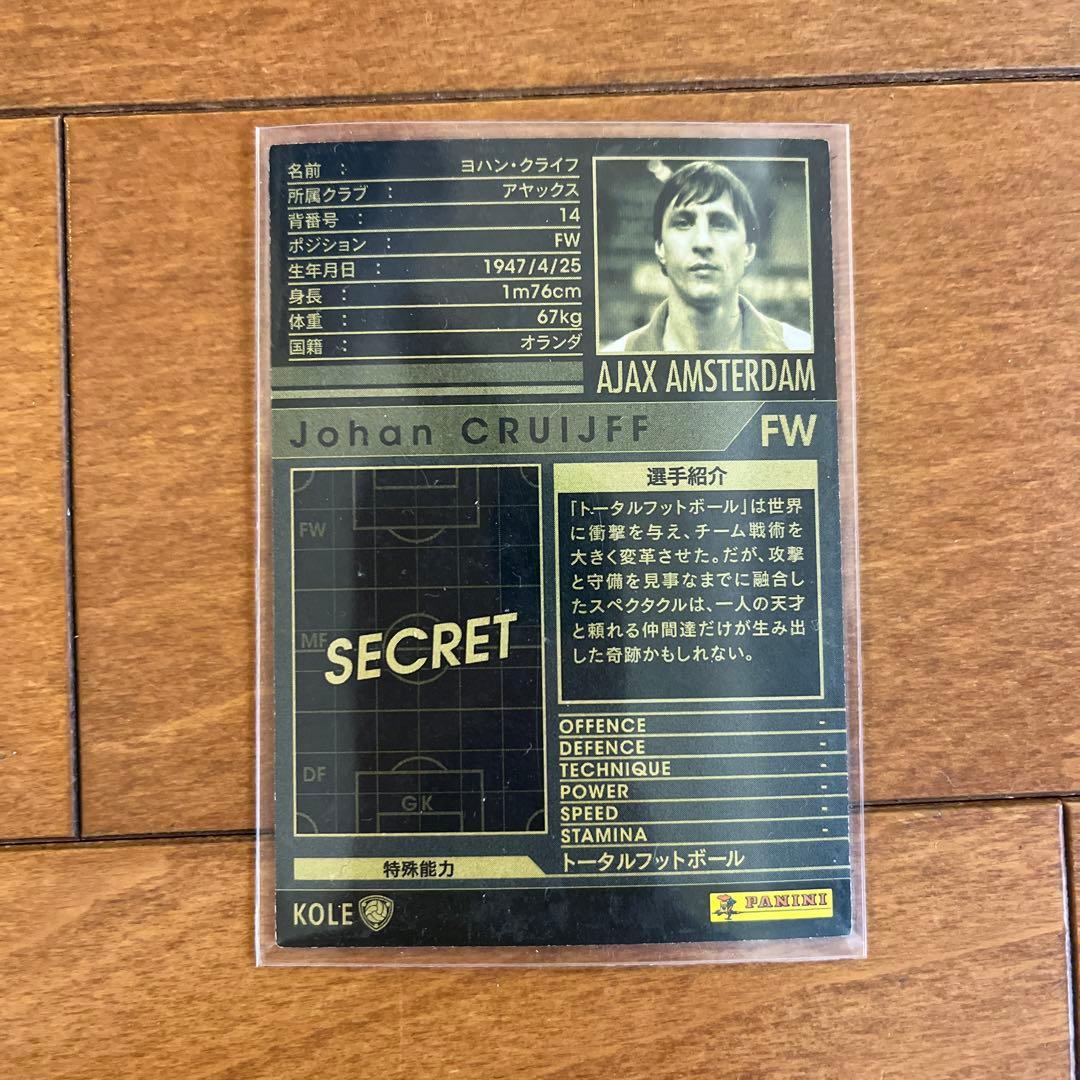 名前 : ヨハン・クライフ
所属クラブ : アヤックス
背番号 : 14
ポジション : FW
生年月日 : 1947/4/25
身長 : 1m76cm
体重 : 67kg
国籍 : オランダ
AJAX AMSTERDAM
Johan CRUIJFF
FW
FW
MF
SECRET
DF
GK
選手紹介
「トータルフットボール」は世界
に衝撃を与え、チーム戦術を
大きく変革させた。だが、攻撃
と守備を見事なまでに融合し
たスペクタクルは、一人の天才
と頼れる仲間達だけが生み出
した奇跡かもしれない。
OFFENCE -
DEFENCE -
TECHNIQUE -
POWER -
SPEED -
STAMINA -
特殊能力
トータルフットボール
KOLE
PANINI